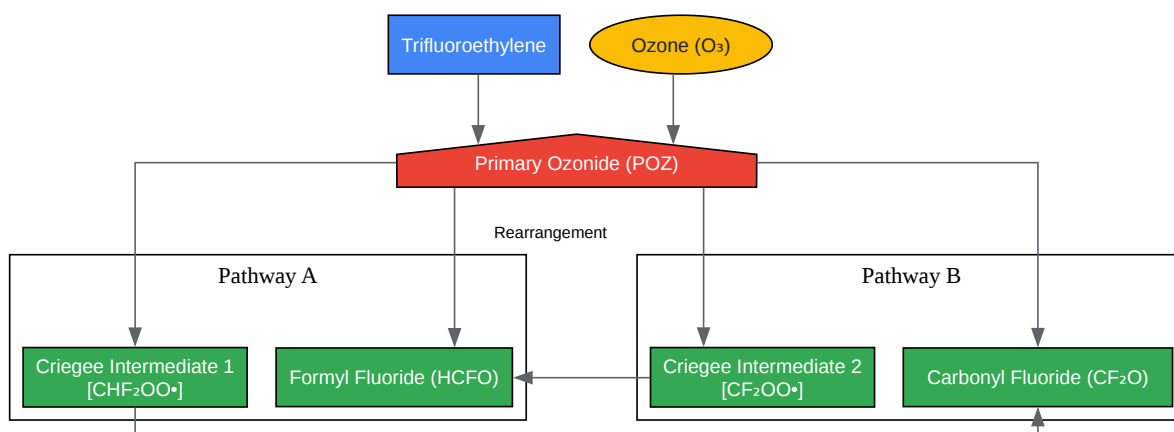 Trifluoroethylene
Ozone (O₃)
Primary Ozonide (POZ)
Rearrangement
Pathway A
Pathway B
Criegee Intermediate 1
[CHF₂OO•]
Formyl Fluoride (HCFO)
Criegee Intermediate 2
[CF₂OO•]
Carbonyl Fluoride (CF₂O)